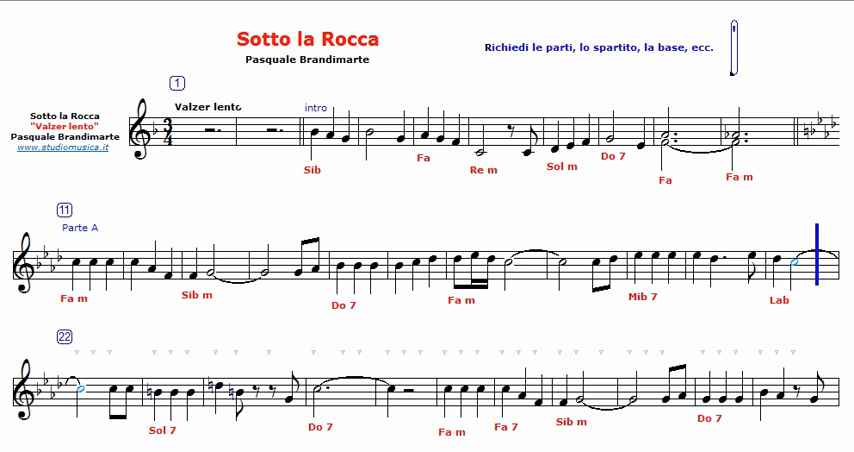 Sotto la Rocca
Pasquale Brandimarte
Richiedi le parti, lo spartito, la base, ecc.
1
Valzer lento
intro
Sotto la Rocca
"Valzer lento"
Pasquale Brandimarte
www.studiomusica.it
3
4
Sib Fa Re m Sol m Do 7 Fa Fa m
11
Parte A
Fa m Sib m Do 7 Fa m Mib 7 Lab
22
Sol 7 Do 7 Fa m Fa 7 Sib m Do 7